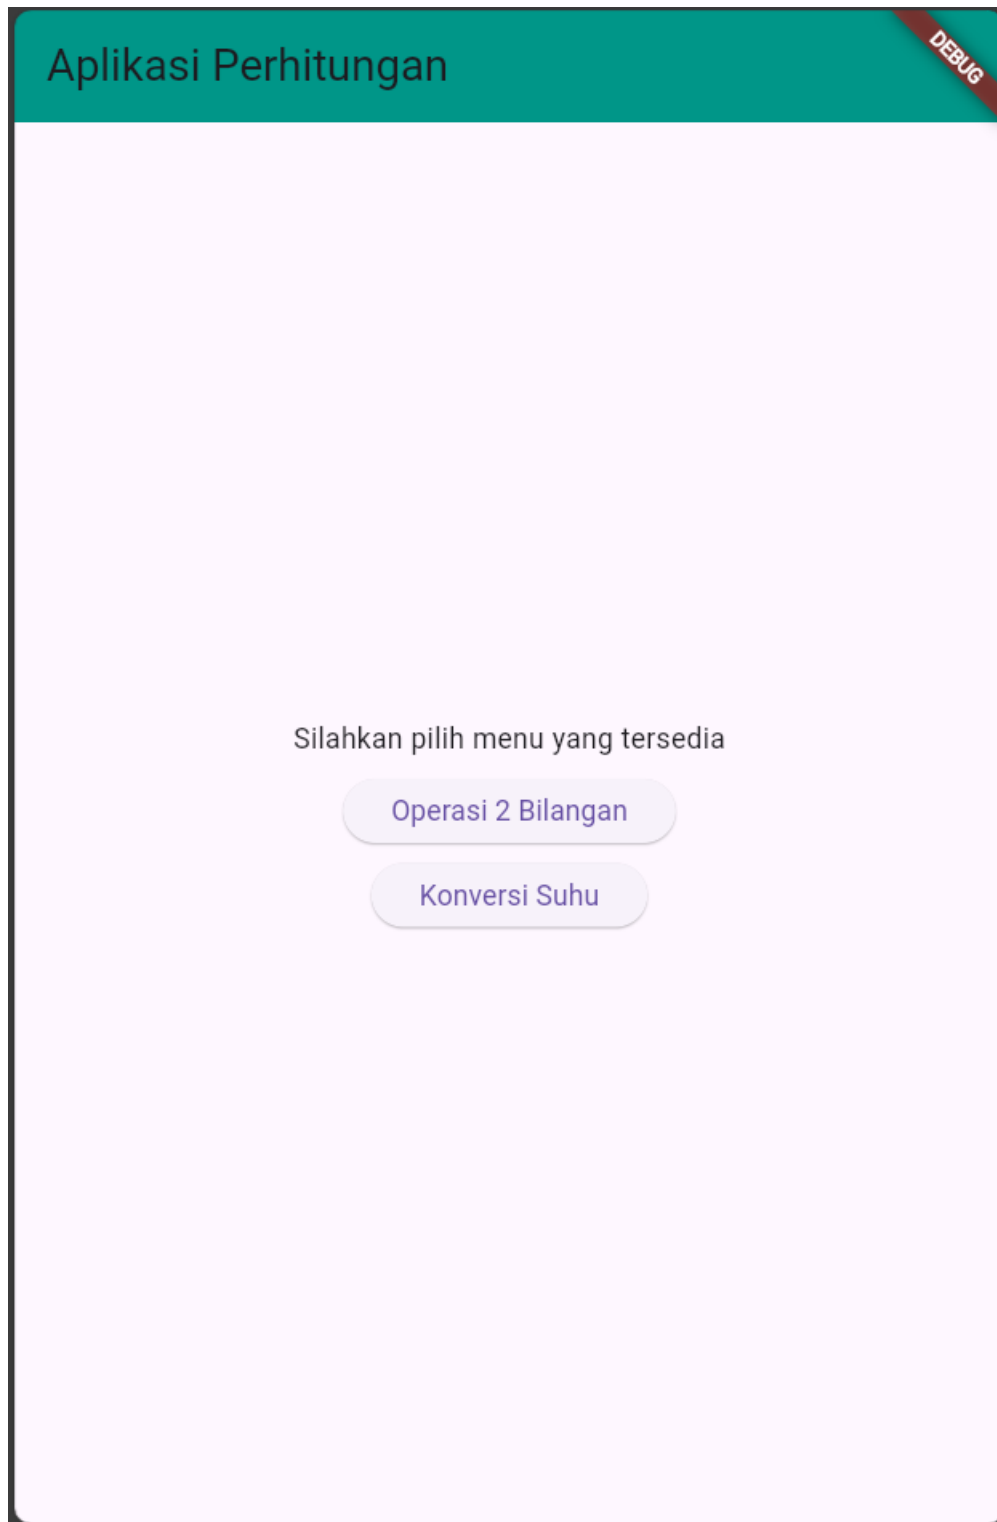 Aplikasi Perhitungan
DEBUG
Silahkan pilih menu yang tersedia
Operasi 2 Bilangan
Konversi Suhu